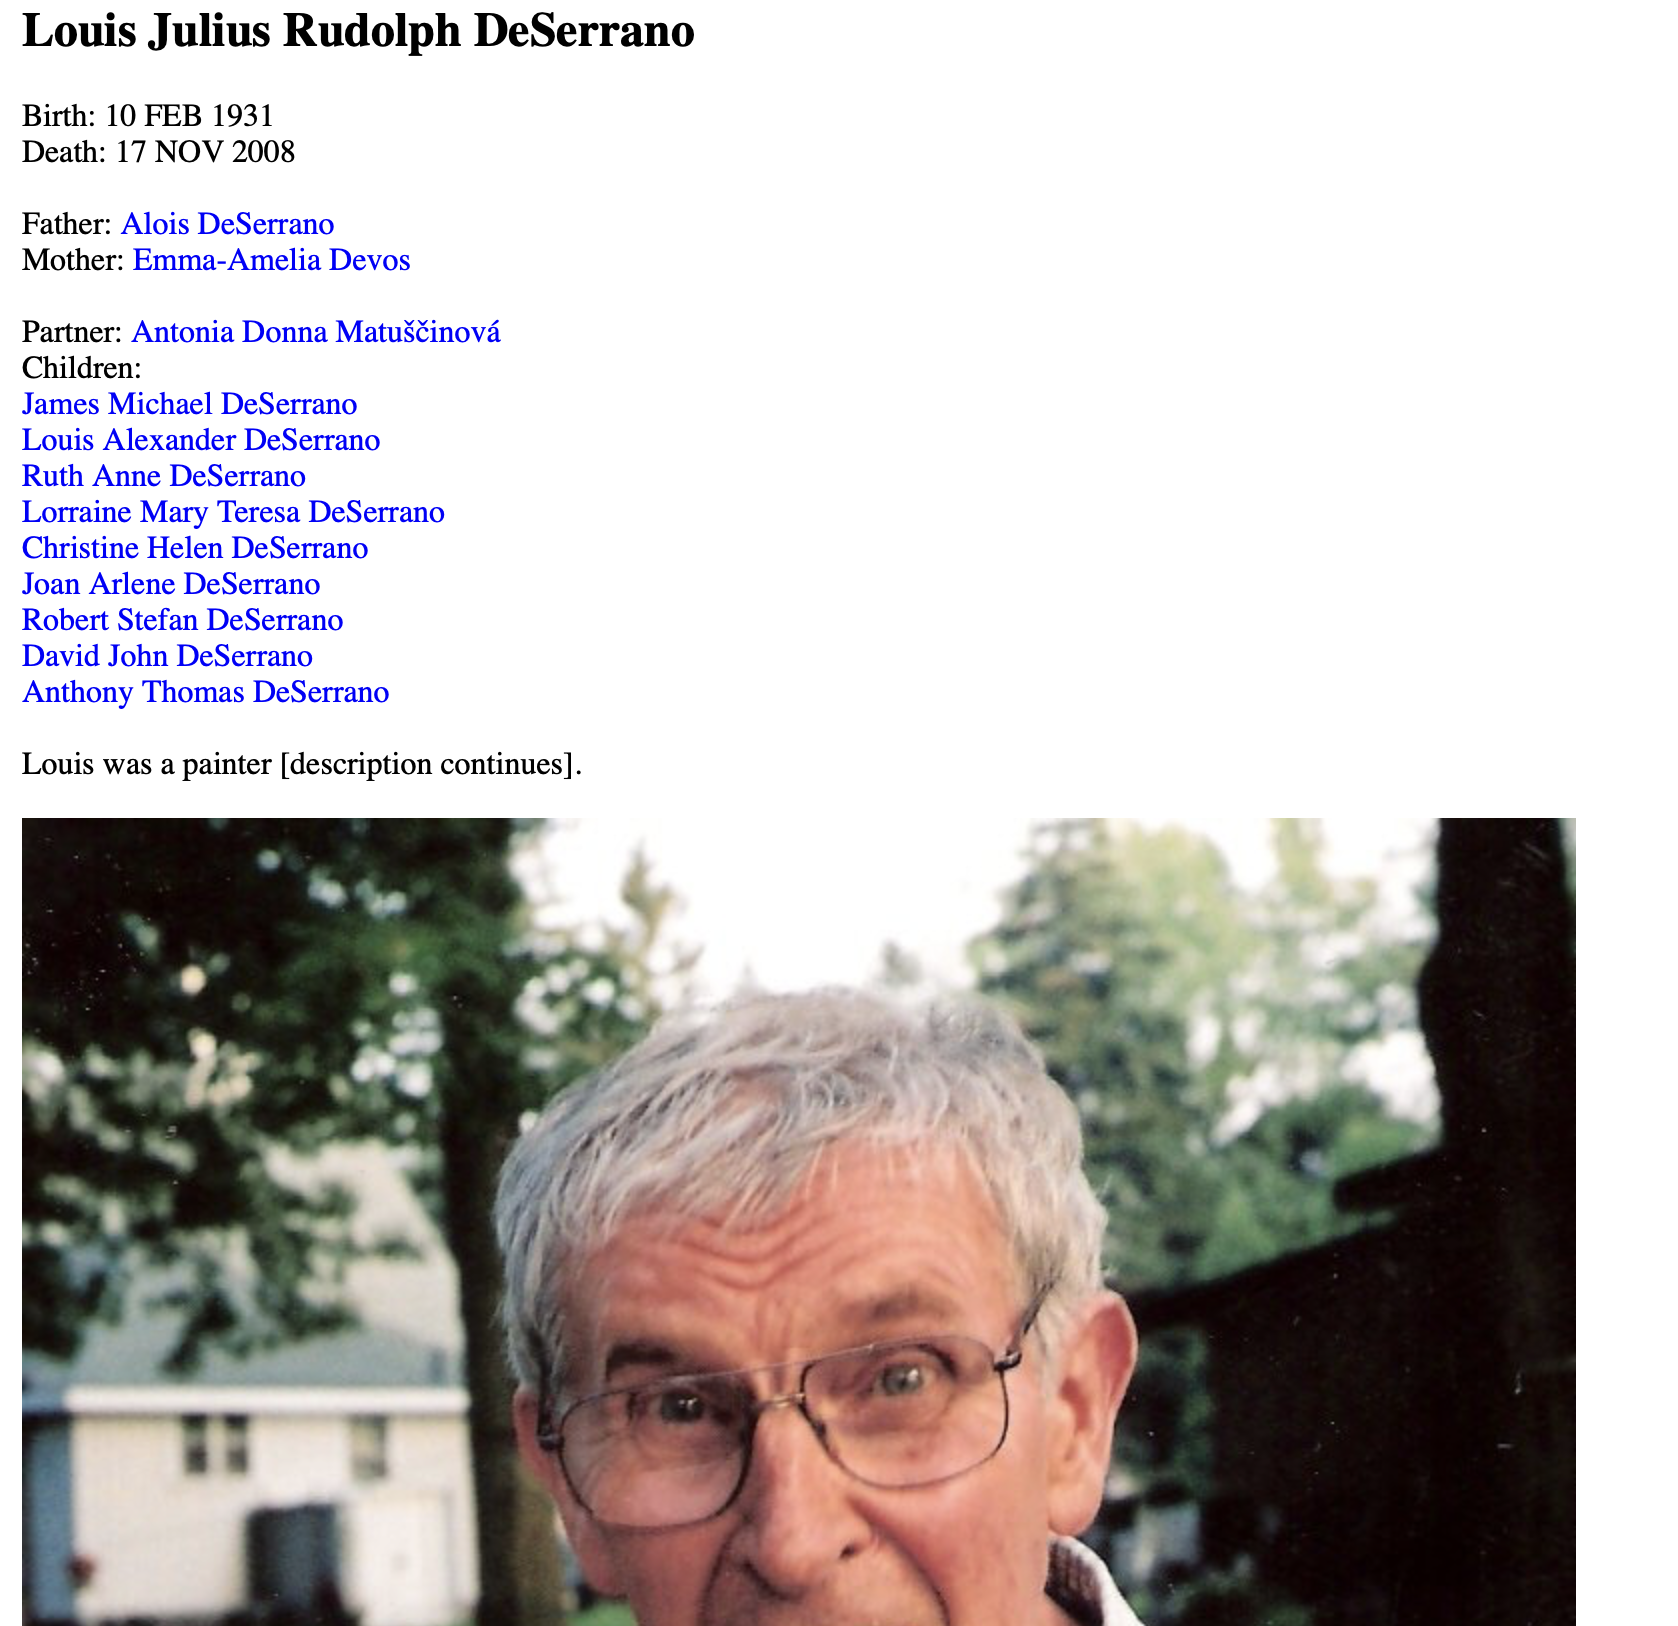 Louis Julius Rudolph DeSerrano
Birth: 10 FEB 1931
Death: 17 NOV 2008
Father: Alois DeSerrano
Mother: Emma-Amelia Devos
Partner: Antonia Donna Matuščinová
Children:
James Michael DeSerrano
Louis Alexander DeSerrano
Ruth Anne DeSerrano
Lorraine Mary Teresa DeSerrano
Christine Helen DeSerrano
Joan Arlene DeSerrano
Robert Stefan DeSerrano
David John DeSerrano
Anthony Thomas DeSerrano
Louis was a painter [description continues].